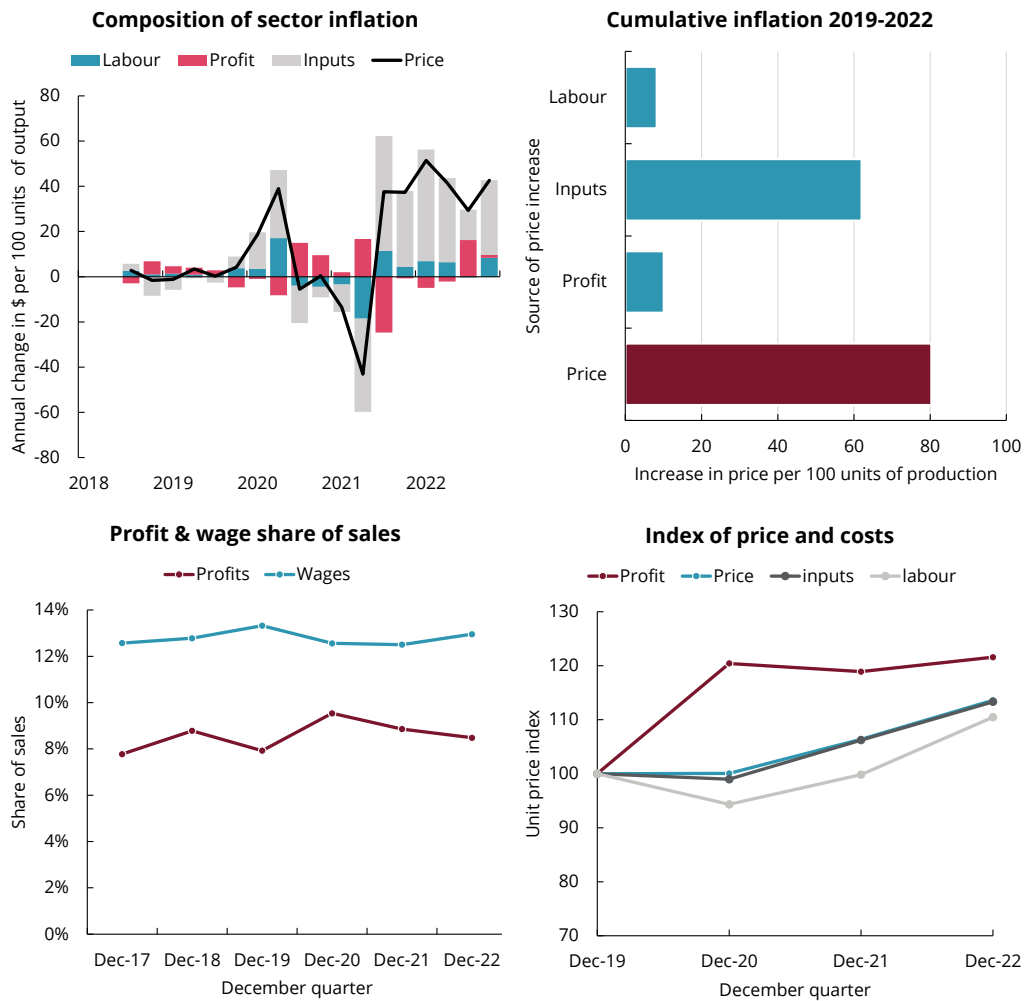 Composition of sector inflation
Labour Profit Inputs Price
Annual change in $ per 100 units of output
80
60
40
20
0
-20
-40
-60
-80
2018 2019 2020 2021 2022
Cumulative inflation 2019-2022
Source of price increase
Labour
Inputs
Profit
Price
0 20 40 60 80 100
Increase in price per 100 units of production
Profit & wage share of sales
Profits Wages
Share of sales
14%
12%
10%
8%
6%
4%
2%
0%
Dec-17 Dec-18 Dec-19 Dec-20 Dec-21 Dec-22
December quarter
Index of price and costs
Profit Price inputs labour
Unit price index
130
120
110
100
90
80
70
Dec-19 Dec-20 Dec-21 Dec-22
December quarter